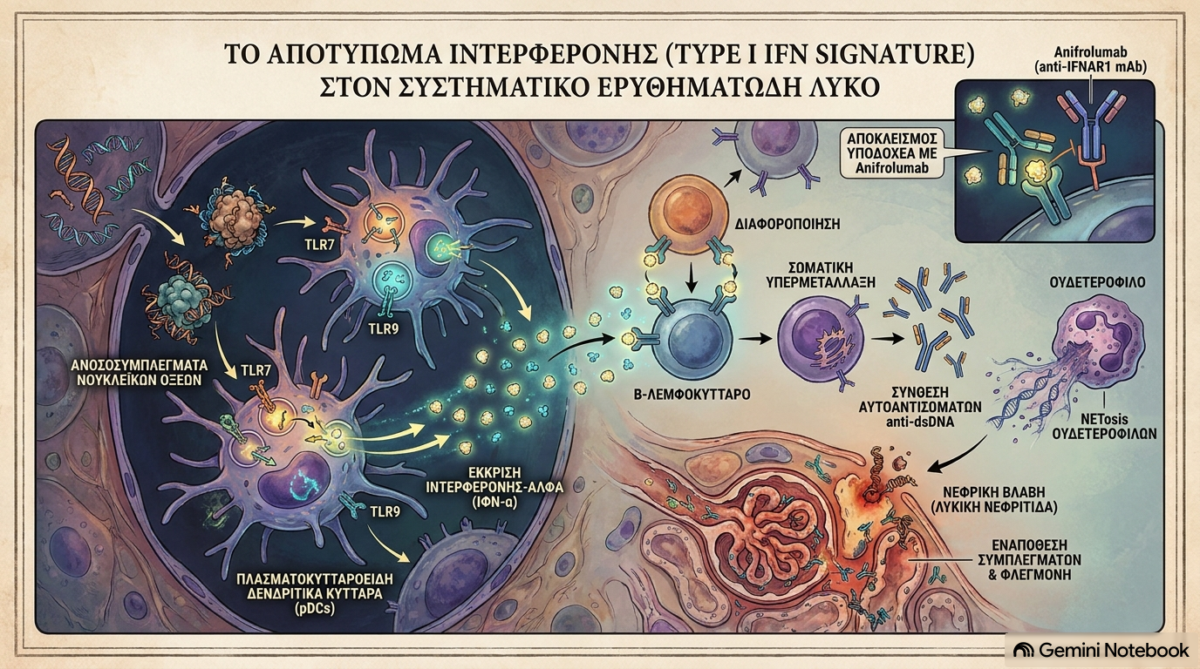 ΤΟ ΑΠΟΤΥΠΩΜΑ ΙΝΤΕΡΦΕΡΟΝΗΣ (TYPE I IFN SIGNATURE)
ΣΤΟΝ ΣΥΣΤΗΜΑΤΙΚΟ ΕΡΥΘΗΜΑΤΩΔΗ ΛΥΚΟ
Anifrolumab
(anti-IFNAR1 mAb)
ΑΠΟΚΛΕΙΣΜΟΣ
ΥΠΟΔΟΧΕΑ ΜΕ
Anifrolumab
TLR7
TLR9
ΑΝΟΣΟΣΥΜΠΛΕΓΜΑΤΑ
ΝΟΥΚΛΕΪΚΩΝ ΟΞΕΩΝ
TLR7
TLR9
ΕΚΚΡΙΣΗ
ΙΝΤΕΡΦΕΡΟΝΗΣ-ΑΛΦΑ
(ΙΦΝ-α)
ΠΛΑΣΜΑΤΟΚΥΤΤΑΡΟΕΙΔΗ
ΔΕΝΔΡΙΤΙΚΑ ΚΥΤΤΑΡΑ
(pDCs)
ΔΙΑΦΟΡΟΠΟΙΗΣΗ
ΣΩΜΑΤΙΚΗ
ΥΠΕΡΜΕΤΑΛΛΑΞΗ
Β-ΛΕΜΦΟΚΥΤΤΑΡΟ
ΣΥΝΘΕΣΗ
ΑΥΤΟΑΝΤΙΣΩΜΑΤΩΝ
anti-dsDNA
ΟΥΔΕΤΕΡΟΦΙΛΟ
NETosis
ΟΥΔΕΤΕΡΟΦΙΛΩΝ
ΝΕΦΡΙΚΗ ΒΛΑΒΗ
(ΛΥΚΙΚΗ ΝΕΦΡΙΤΙΔΑ)
ΕΝΑΠΟΘΕΣΗ
ΣΥΜΠΛΕΓΜΑΤΩΝ
& ΦΛΕΓΜΟΝΗ
Gemini Notebook